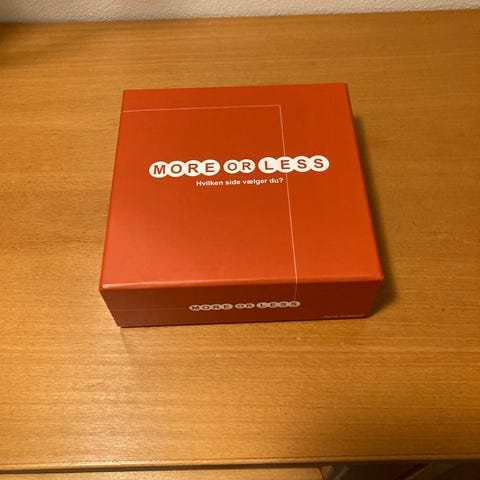 MORE OR LESS
Hvilken side vælger du?
MORE OR LESS